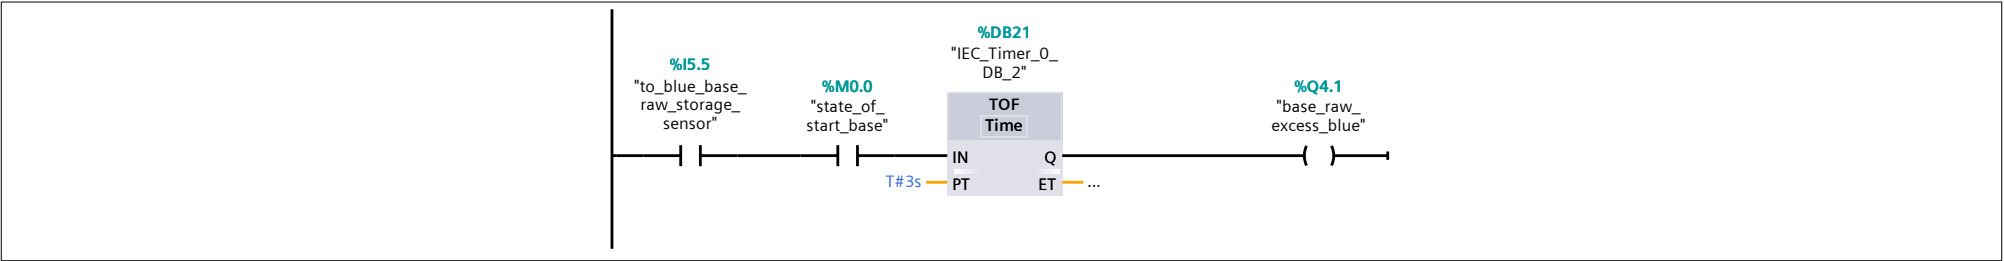 %I5.5
"to_blue_base_
raw_storage_
sensor"
%M0.0
"state_of_
start_base"
%DB21
"IEC_Timer_0_
DB_2"
TOF
Time
IN
Q
T#3s
PT
ET
...
%Q4.1
"base_raw_
excess_blue"